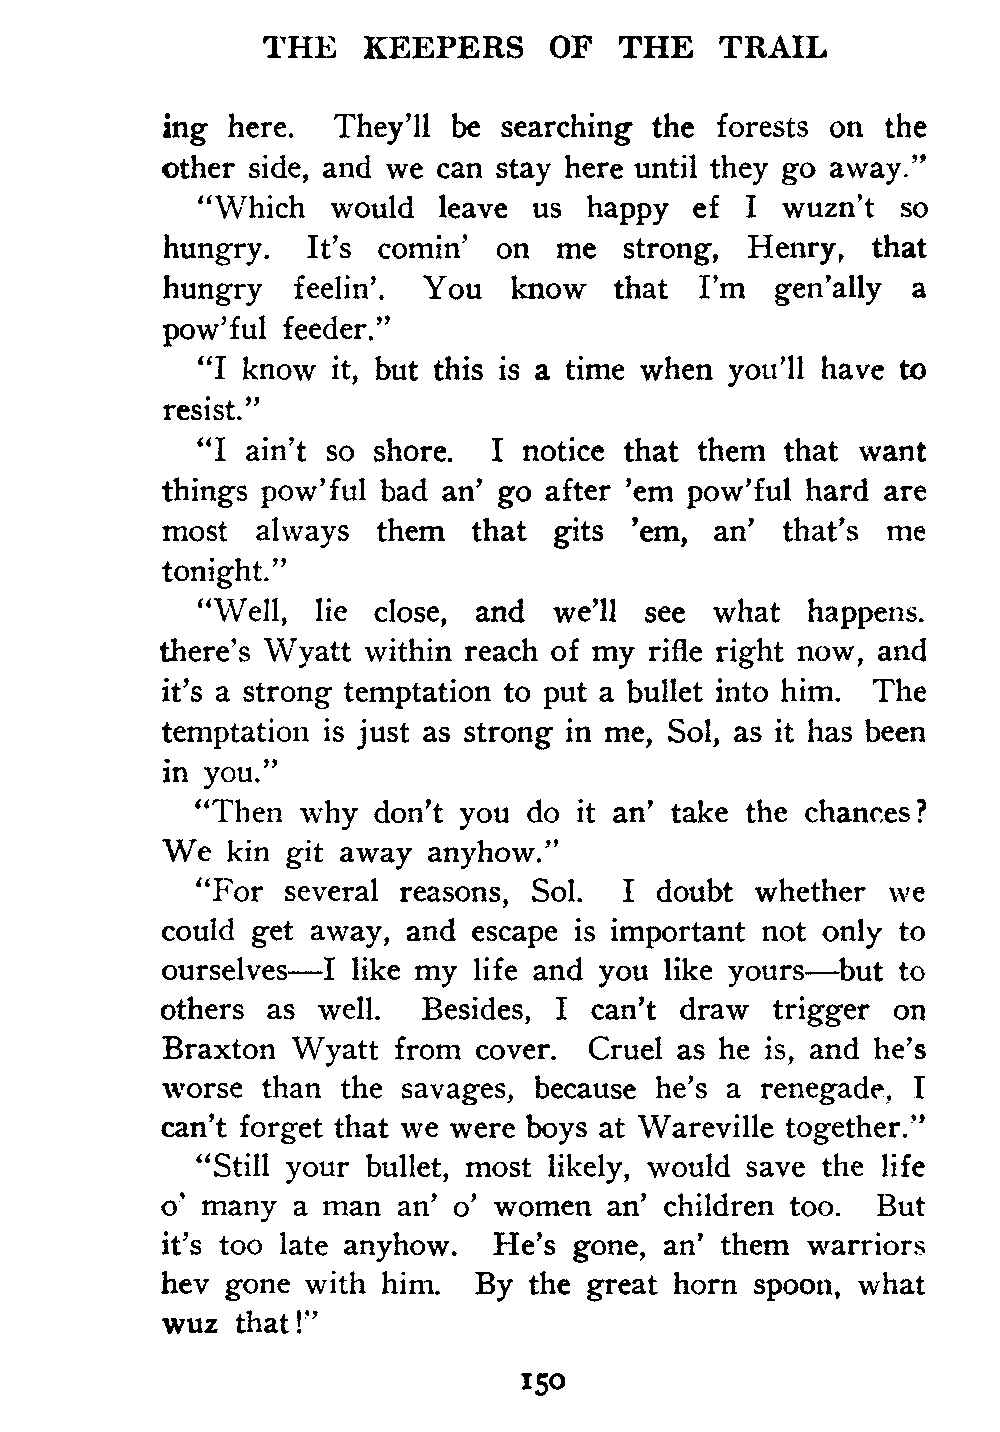 THE KEEPERS OF THE TRAIL
ing here. They'll be searching the forests on the
other side, and we can stay here until they go away."
"Which would leave us happy ef I wuzn't so
hungry. It's comin' on me strong, Henry, that
hungry feelin'. You know that I'm gen'ally a
pow'ful feeder."
"I know it, but this is a time when you'll have to
resist."
"I ain't so shore. I notice that them that want
things pow'ful bad an' go after 'em pow'ful hard are
most always them that gits 'em, an' that's me
tonight."
"Well, lie close, and we'll see what happens.
there's Wyatt within reach of my rifle right now, and
it's a strong temptation to put a bullet into him. The
temptation is just as strong in me, Sol, as it has been
in you."
"Then why don't you do it an' take the chances?
We kin git away anyhow."
"For several reasons, Sol. I doubt whether we
could get away, and escape is important not only to
ourselves—I like my life and you like yours—but to
others as well. Besides, I can't draw trigger on
Braxton Wyatt from cover. Cruel as he is, and he's
worse than the savages, because he's a renegade, I
can't forget that we were boys at Wareville together."
"Still your bullet, most likely, would save the life
o' many a man an' o' women an' children too. But
it's too late anyhow. He's gone, an' them warriors
hev gone with him. By the great horn spoon, what
wuz that!"
150